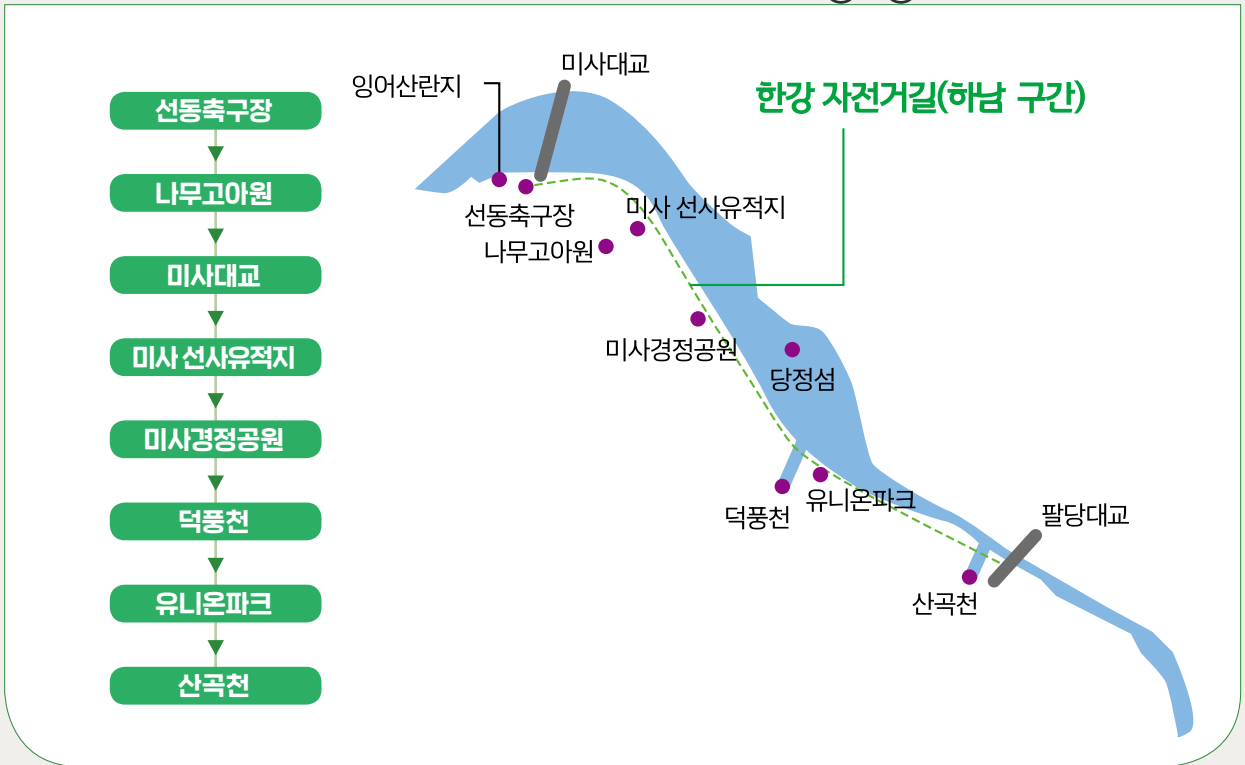 선동축구장
나무고아원
미사대교
미사 선사유적지
미사경정공원
덕풍천
유니온파크
산곡천
미사대교
잉어산란지
한강 자전거길(하남 구간)
미사 선사유적지
선동축구장
나무고아원
미사경정공원
당정섬
유니온파크
덕풍천
팔당대교
산곡천